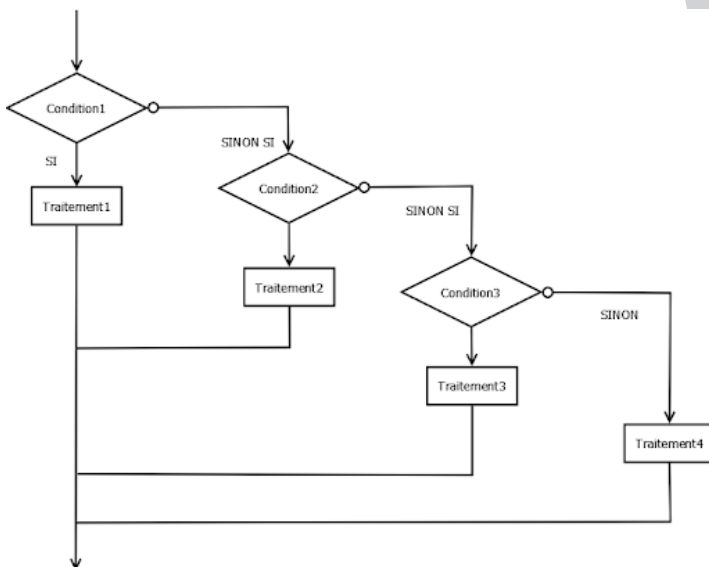 Condition1
SI
SINON SI
Traitement1
Condition2
SINON SI
Traitement2
Condition3
SINON
Traitement3
Traitement4